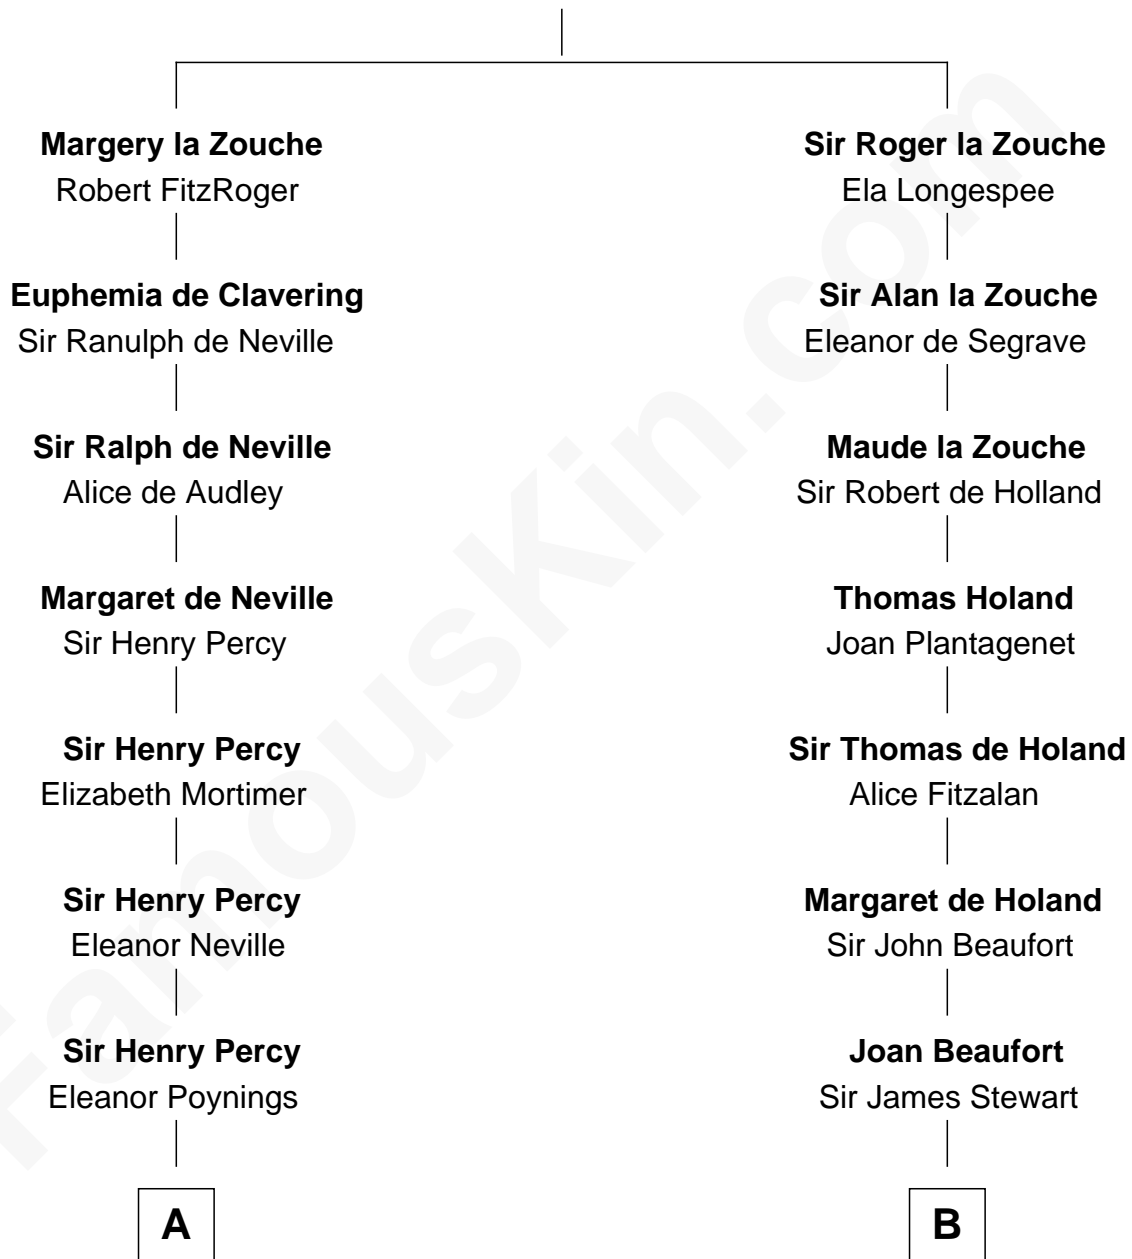 Margery la Zouche
Robert FitzRoger
Euphemia de Clavering
Sir Ranulph de Neville
Sir Ralph de Neville
Alice de Audley
Margaret de Neville
Sir Henry Percy
Sir Henry Percy
Elizabeth Mortimer
Sir Henry Percy
Eleanor Neville
Sir Henry Percy
Eleanor Poynings
A
Sir Roger la Zouche
Ela Longespee
Sir Alan la Zouche
Eleanor de Segrave
Maude la Zouche
Sir Robert de Holland
Thomas Holand
Joan Plantagenet
Sir Thomas de Holand
Alice Fitzalan
Margaret de Holand
Sir John Beaufort
Joan Beaufort
Sir James Stewart
B
FamousKin.com